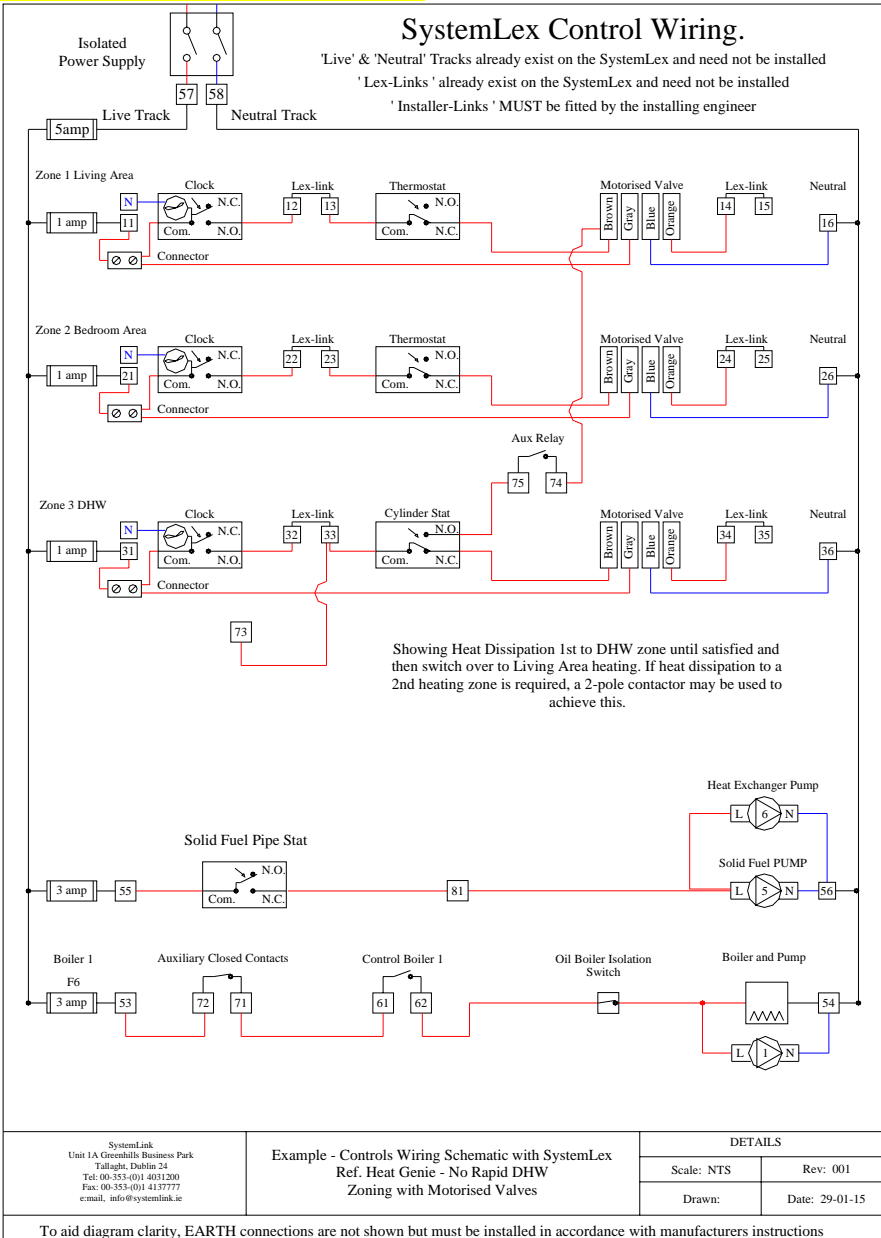 SystemLex Control Wiring.
'Live' & 'Neutral' Tracks already exist on the SystemLex and need not be installed
' Lex-Links ' already exist on the SystemLex and need not be installed
' Installer-Links ' MUST be fitted by the installing engineer
Isolated
Power Supply
57 58
Live Track Neutral Track
5amp
Zone 1 Living Area
Clock Lex-link Thermostat Motorised Valve Lex-link Neutral
N N.C. 12 13 N.O. Brown Gray Blue Orange 14 15
1 amp 11 Com. N.O. Com. N.C. 16
Connector
Zone 2 Bedroom Area
Clock Lex-link Thermostat Motorised Valve Lex-link Neutral
N N.C. 22 23 N.O. Brown Gray Blue Orange 24 25
1 amp 21 Com. N.O. Com. N.C. 26
Connector
Aux Relay
75 74
Zone 3 DHW
Clock Lex-link Cylinder Stat Motorised Valve Lex-link Neutral
N N.C. 32 33 N.O. Brown Gray Blue Orange 34 35
1 amp 31 Com. N.O. Com. N.C. 36
Connector
73
Showing Heat Dissipation 1st to DHW zone until satisfied and
then switch over to Living Area heating. If heat dissipation to a
2nd heating zone is required, a 2-pole contactor may be used to
achieve this.
Heat Exchanger Pump
L 6 N
Solid Fuel Pipe Stat
Solid Fuel PUMP
N.O.
3 amp 55 Com. N.C. 81 L 5 N 56
Boiler 1 Auxiliary Closed Contacts Control Boiler 1 Oil Boiler Isolation Boiler and Pump
Switch
F6
3 amp 53 72 71 61 62 54
L 1 N
SystemLink
Unit 1A Greenhills Business Park
Tallaght, Dublin 24
Tel: 00-353-(0)1 4031200
Fax: 00-353-(0)1 4137777
e:mail, info@systemlink.ie
Example - Controls Wiring Schematic with SystemLex
Ref. Heat Genie - No Rapid DHW
Zoning with Motorised Valves
DETAILS
Scale: NTS Rev: 001
Drawn: Date: 29-01-15
To aid diagram clarity, EARTH connections are not shown but must be installed in accordance with manufacturers instructions